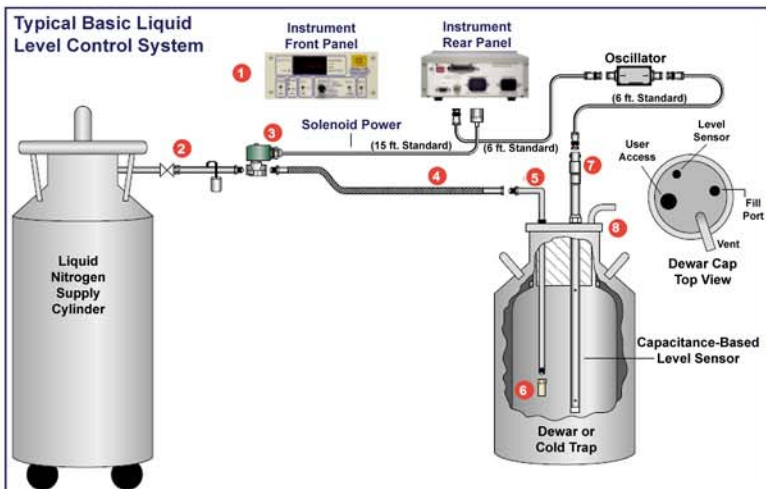 Typical Basic Liquid
Level Control System
Instrument
Front Panel
Instrument
Rear Panel
Oscillator
1
(6 ft. Standard)
Level
Sensor
User
Access
2
3
Solenoid Power
(15 ft. Standard)
(6 ft. Standard)
7
4
5
Fill
Port
8
Vent
Dewar Cap
Top View
Liquid
Nitrogen
Supply
Cylinder
Capacitance-Based
Level Sensor
6
Dewar or
Cold Trap